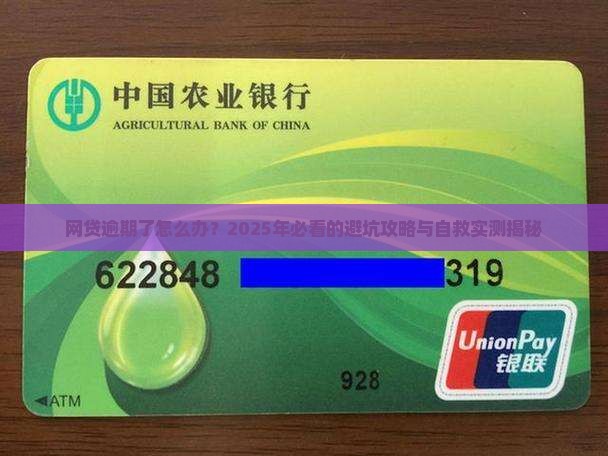 中国农业银行
AGRICULTURAL BANK OF CHINA
网贷逾期了怎么办？2025年必看的避坑攻略与自救实测揭秘
622848 319
UnionPay
银联
928
◀ATM